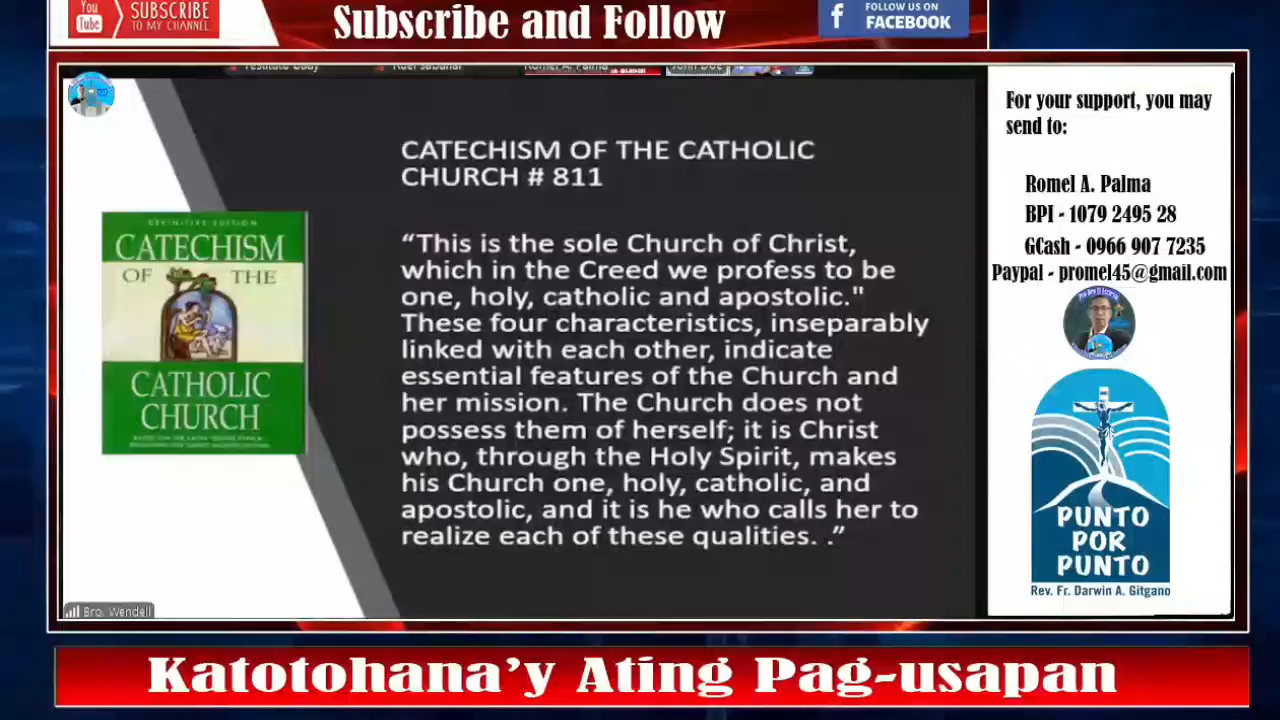 You
Tube
SUBSCRIBE
TO MY CHANNEL
Subscribe and Follow
FOLLOW US ON
FACEBOOK
CATECHISM OF THE CATHOLIC
CHURCH # 811
“This is the sole Church of Christ,
which in the Creed we profess to be
one, holy, catholic and apostolic."
These four characteristics, inseparably
linked with each other, indicate
essential features of the Church and
her mission. The Church does not
possess them of herself; it is Christ
who, through the Holy Spirit, makes
his Church one, holy, catholic, and
apostolic, and it is he who calls her to
realize each of these qualities. .”
DEFINITIVE EDITION
CATECHISM
OF THE
CATHOLIC
CHURCH
Bro. Wendell
For your support, you may
send to:
Romel A. Palma
BPI - 1079 2495 28
GCash - 0966 907 7235
Paypal - promel45@gmail.com
PUNTO
POR
PUNTO
Rev. Fr. Darwin A. Gitgano
Katotohana’y Ating Pag-usapan